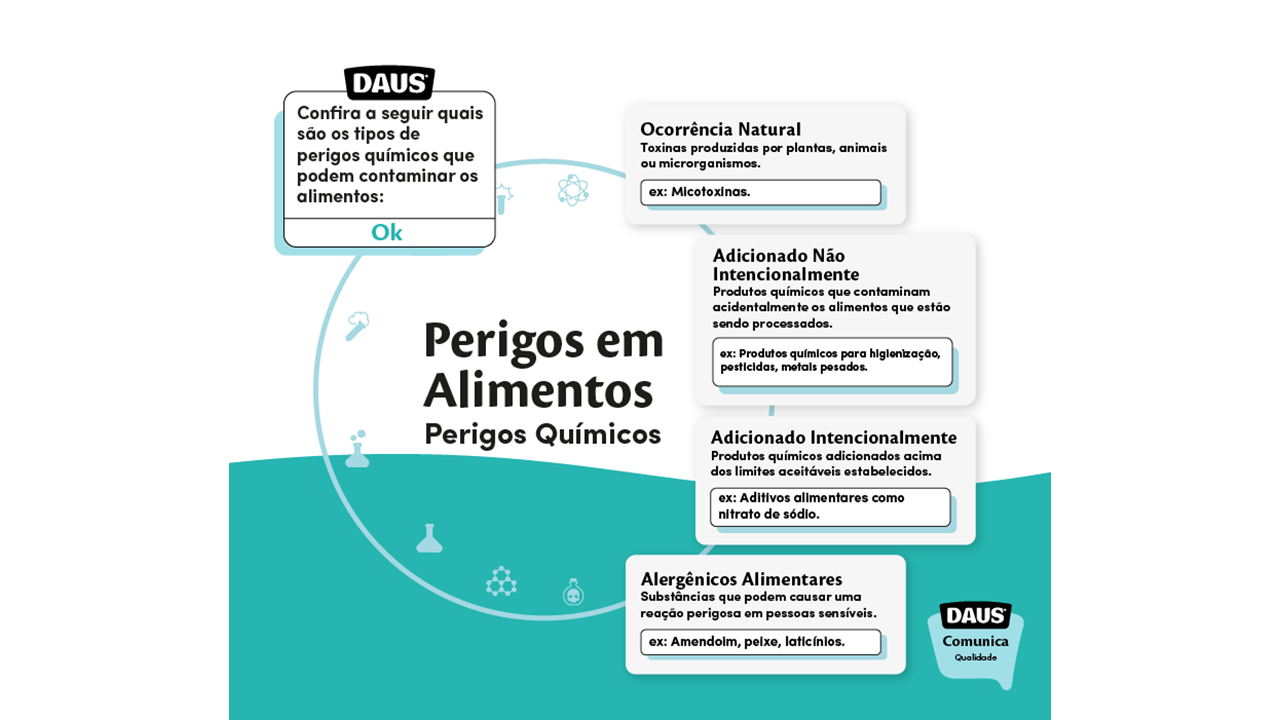 DAUS
Confira a seguir quais
são os tipos de
perigos químicos que
podem contaminar os
alimentos:
Ok
Perigos em
Alimentos
Perigos Químicos
Ocorrência Natural
Toxinas produzidas por plantas, animais
ou microrganismos.
ex: Micotoxinas.
Adicionado Não
Intencionalmente
Produtos químicos que contaminam
acidentalmente os alimentos que estão
sendo processados.
ex: Produtos químicos para higienização,
pesticidas, metais pesados.
Adicionado Intencionalmente
Produtos químicos adicionados acima
dos limites aceitáveis estabelecidos.
ex: Aditivos alimentares como
nitrato de sódio.
Alergênicos Alimentares
Substâncias que podem causar uma
reação perigosa em pessoas sensíveis.
ex: Amendoim, peixe, laticínios.
DAUS
Comunica
Qualidade